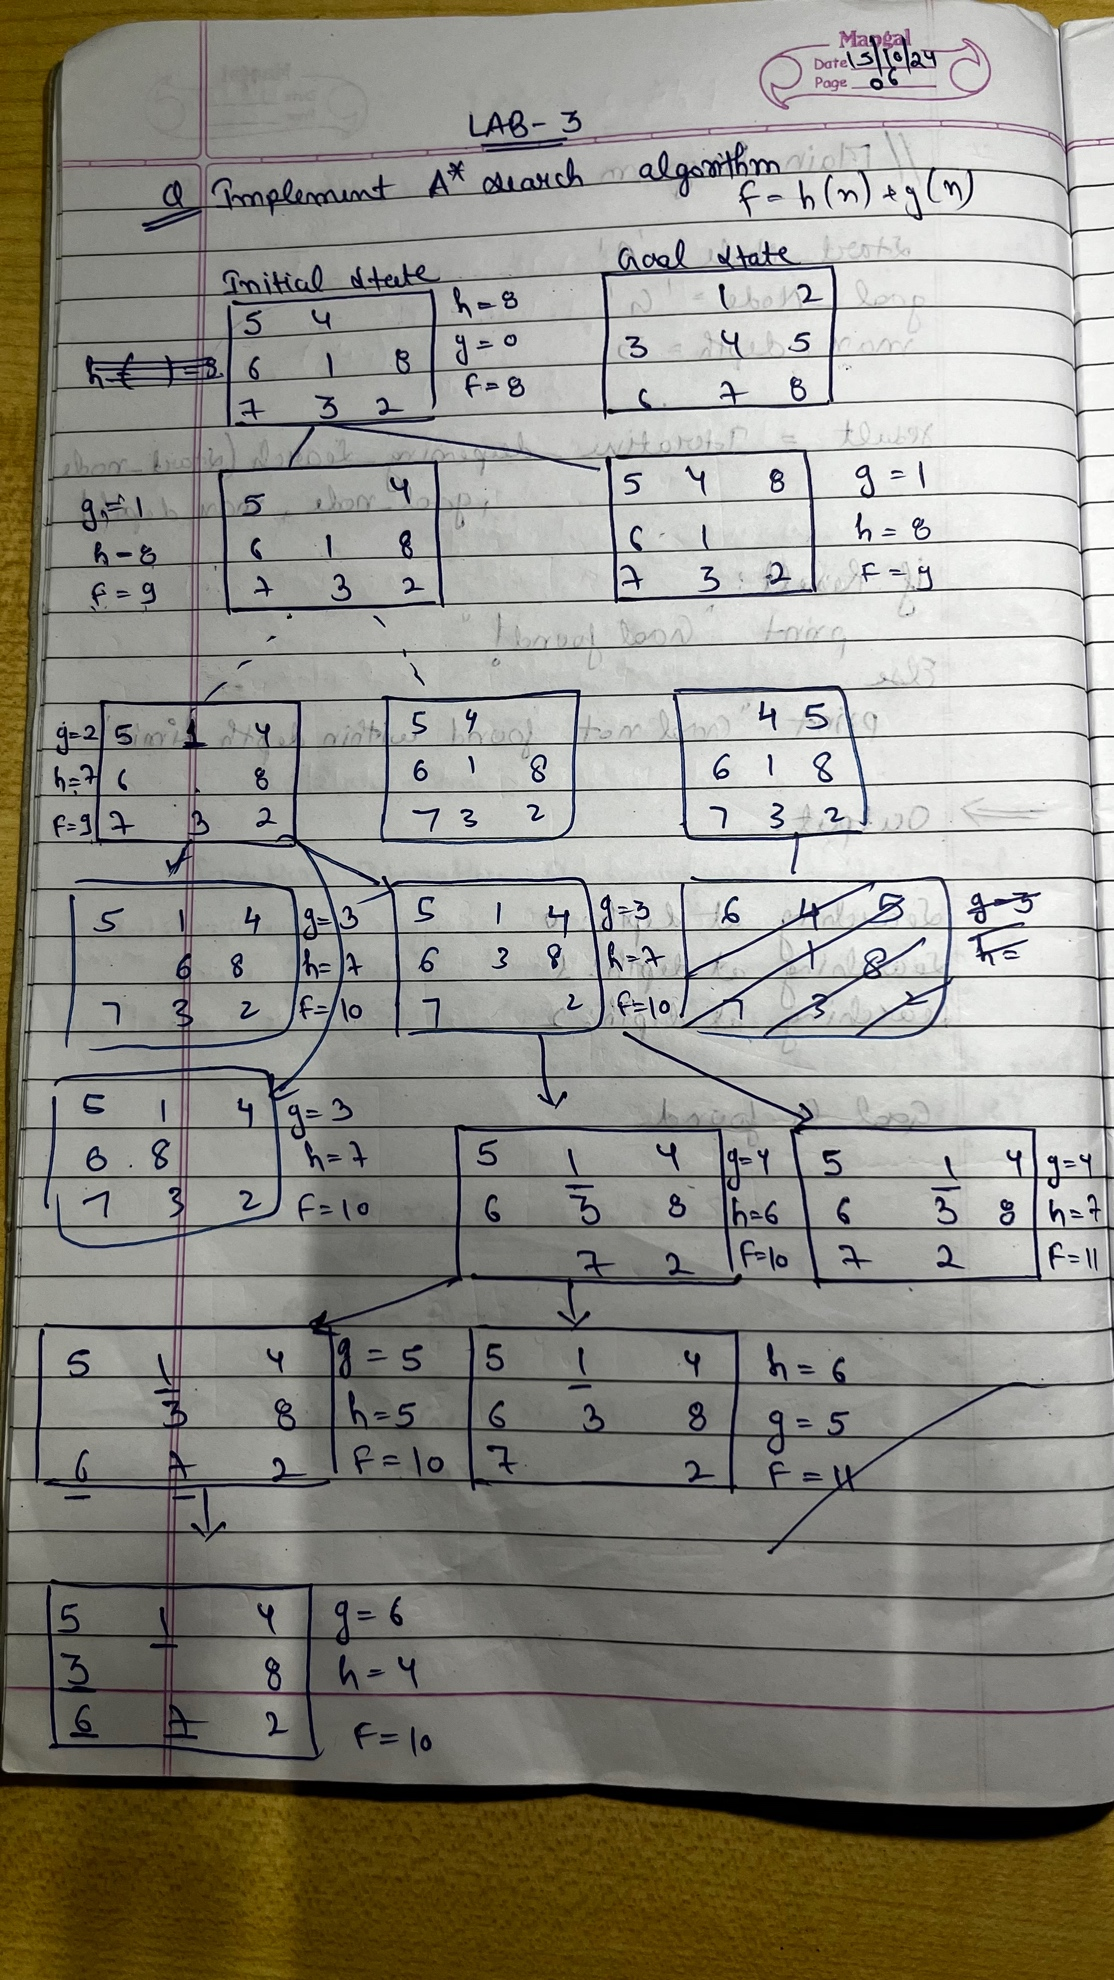 Mangal
Date 15/10/24
Page 06
LAB-3
Q Implement A* search algorithm
f = h(n) + g(n)
Initial State
Goal State
5 4
6 1 8
7 3 2
h = 8
g = 0
f = 8
1 2
3 4 5
6 7 8
g = 1
h - 8
f = 9
5 4
6 1 8
7 3 2
5 4 8
6 1
7 3 2
g = 1
h = 8
f = 9
g=2
h=7
f=9
5 1 4
6 8
7 3 2
5 4
6 1 8
7 3 2
4 5
6 1 8
7 3 2
5 1 4
6 8
7 3 2
g=3
h=7
f=10
5 1 4
6 3 8
7 2
g=3
h=7
f=10
6 4 5
1 8
7 3 2
g=3
h=
5 1 4
6 8
7 3 2
g=3
h=7
f=10
5 1 4
6 3 8
7 2
g=4
h=6
f=10
5 1 4
6 3 8
7 2
g=4
h=7
f=11
5 1 4
3 8
6 7 2
g = 5
h = 5
f = 10
5 1 4
6 3 8
7 2
h = 6
g = 5
f = 11
5 1 4
3 8
6 7 2
g = 6
h = 4
f = 10